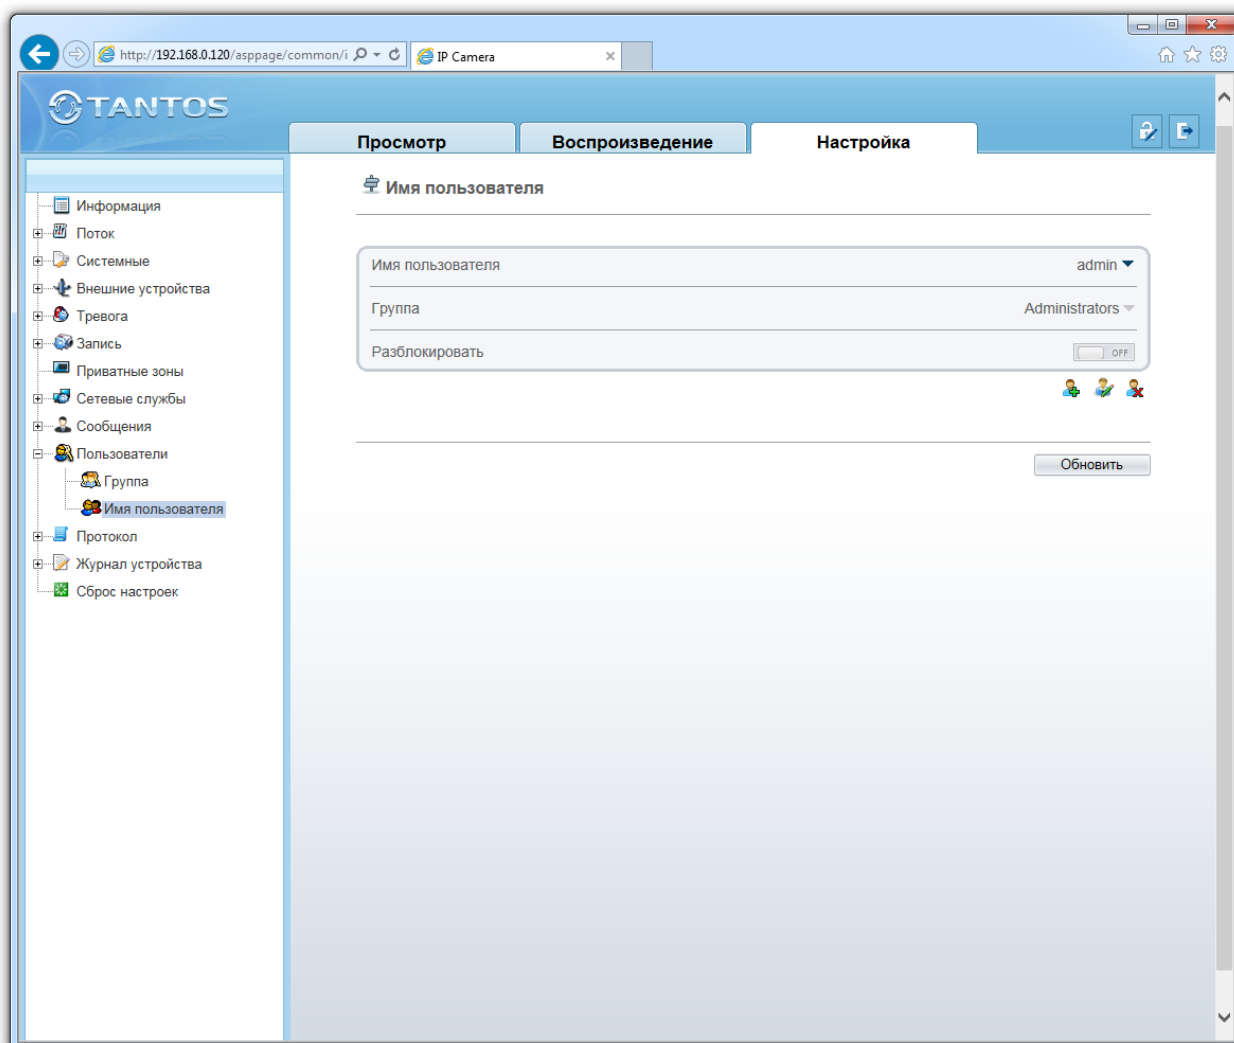 http://192.168.0.120/asppage/common/i
IP Camera
TANTOS
Просмотр
Воспроизведение
Настройка
Имя пользователя
Информация
Поток
Системные
Внешние устройства
Тревога
Запись
Приватные зоны
Сетевые службы
Сообщения
Пользователи
Группа
Имя пользователя
Протокол
Журнал устройства
Сброс настроек
Имя пользователя admin
Группа Administrators
Разблокировать OFF
Обновить